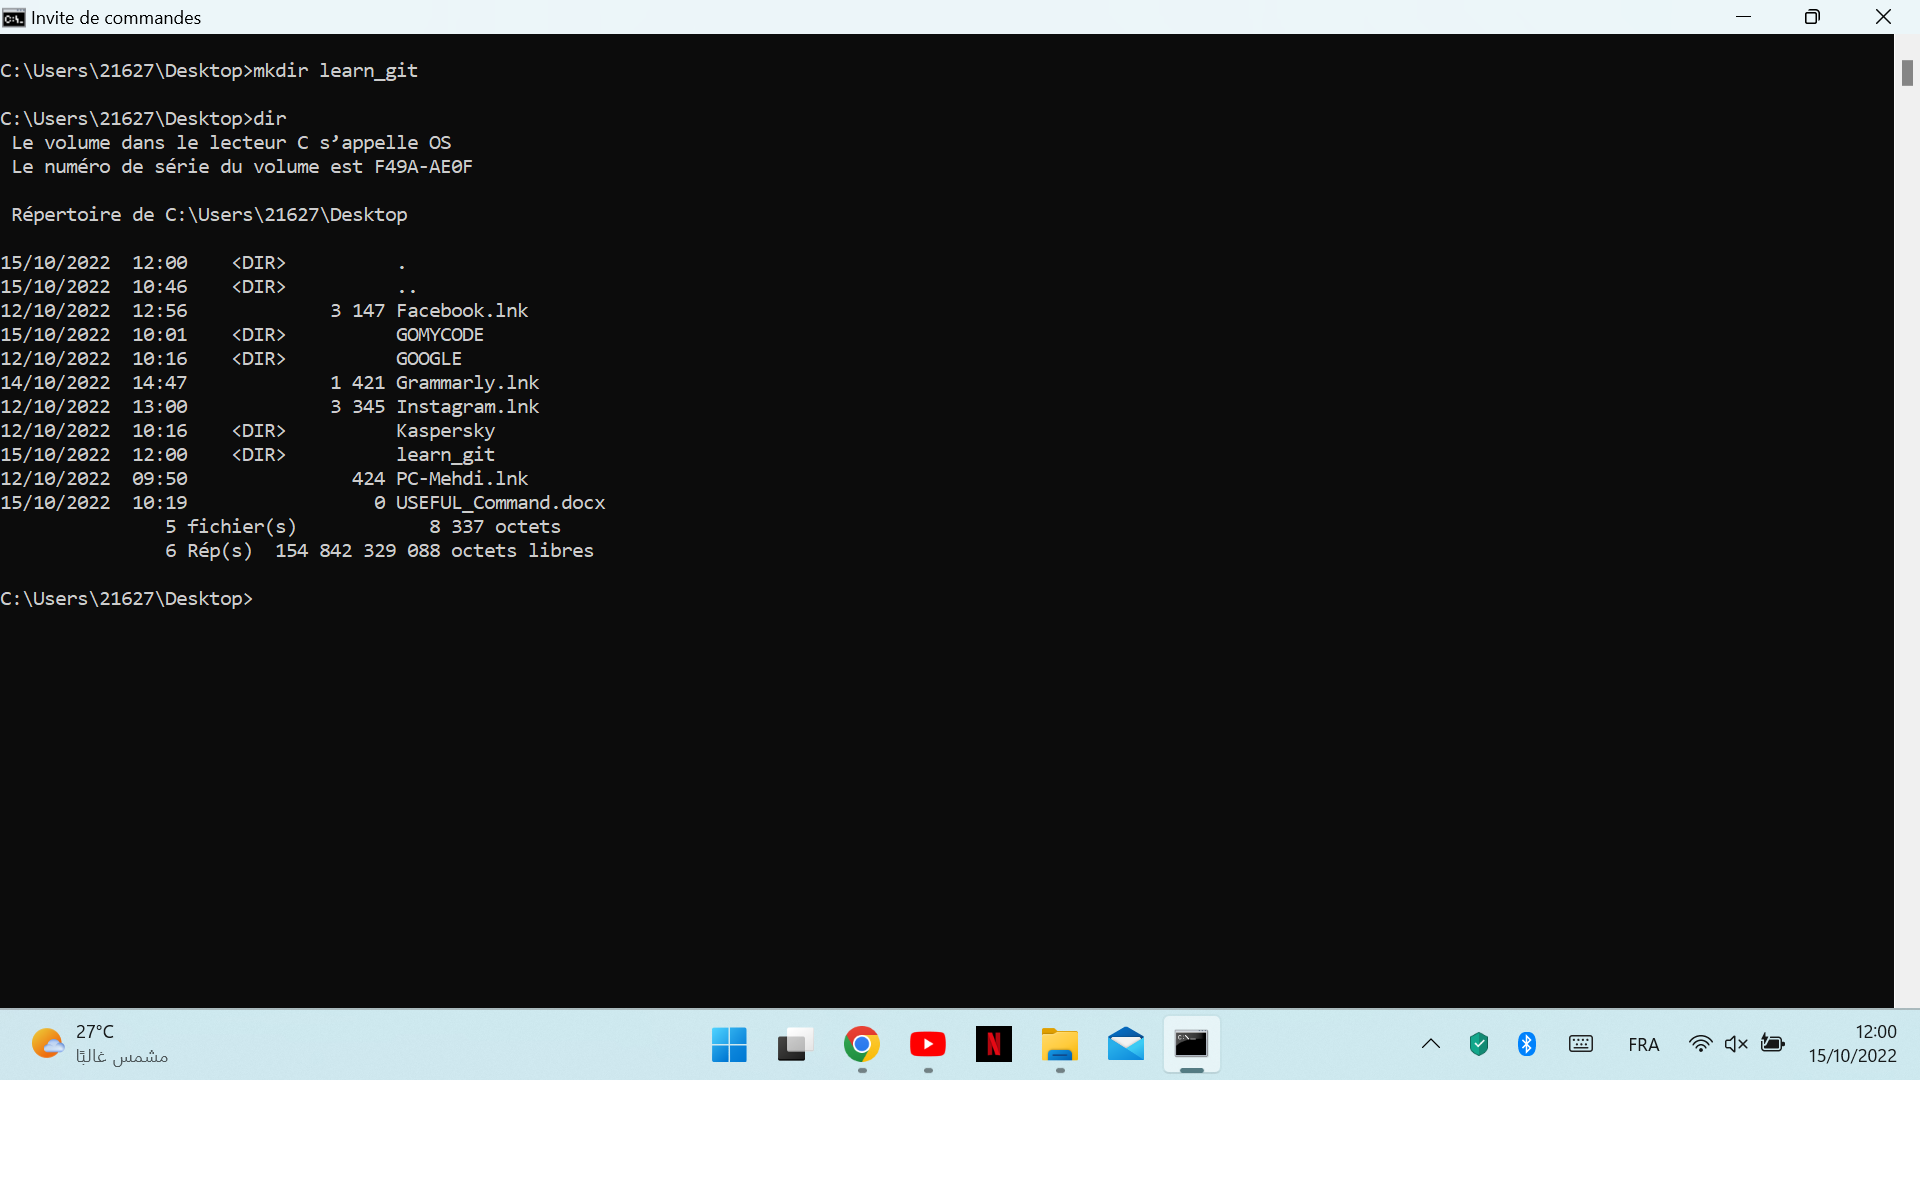 Invite de commandes
C:\Users\21627\Desktop>mkdir learn_git
C:\Users\21627\Desktop>dir
Le volume dans le lecteur C s’appelle OS
Le numéro de série du volume est F49A-AE0F
Répertoire de C:\Users\21627\Desktop
15/10/2022  12:00    <DIR>          .
15/10/2022  10:46    <DIR>          ..
12/10/2022  12:56             3 147 Facebook.lnk
15/10/2022  10:01    <DIR>          GOMYCODE
12/10/2022  10:16    <DIR>          GOOGLE
14/10/2022  14:47             1 421 Grammarly.lnk
12/10/2022  13:00             3 345 Instagram.lnk
12/10/2022  10:16    <DIR>          Kaspersky
15/10/2022  12:00    <DIR>          learn_git
12/10/2022  09:50               424 PC-Mehdi.lnk
15/10/2022  10:19                 0 USEFUL_Command.docx
5 fichier(s)            8 337 octets
6 Rép(s)  154 842 329 088 octets libres
C:\Users\21627\Desktop>
27°C
مشمس غالبًا
FRA
12:00
15/10/2022